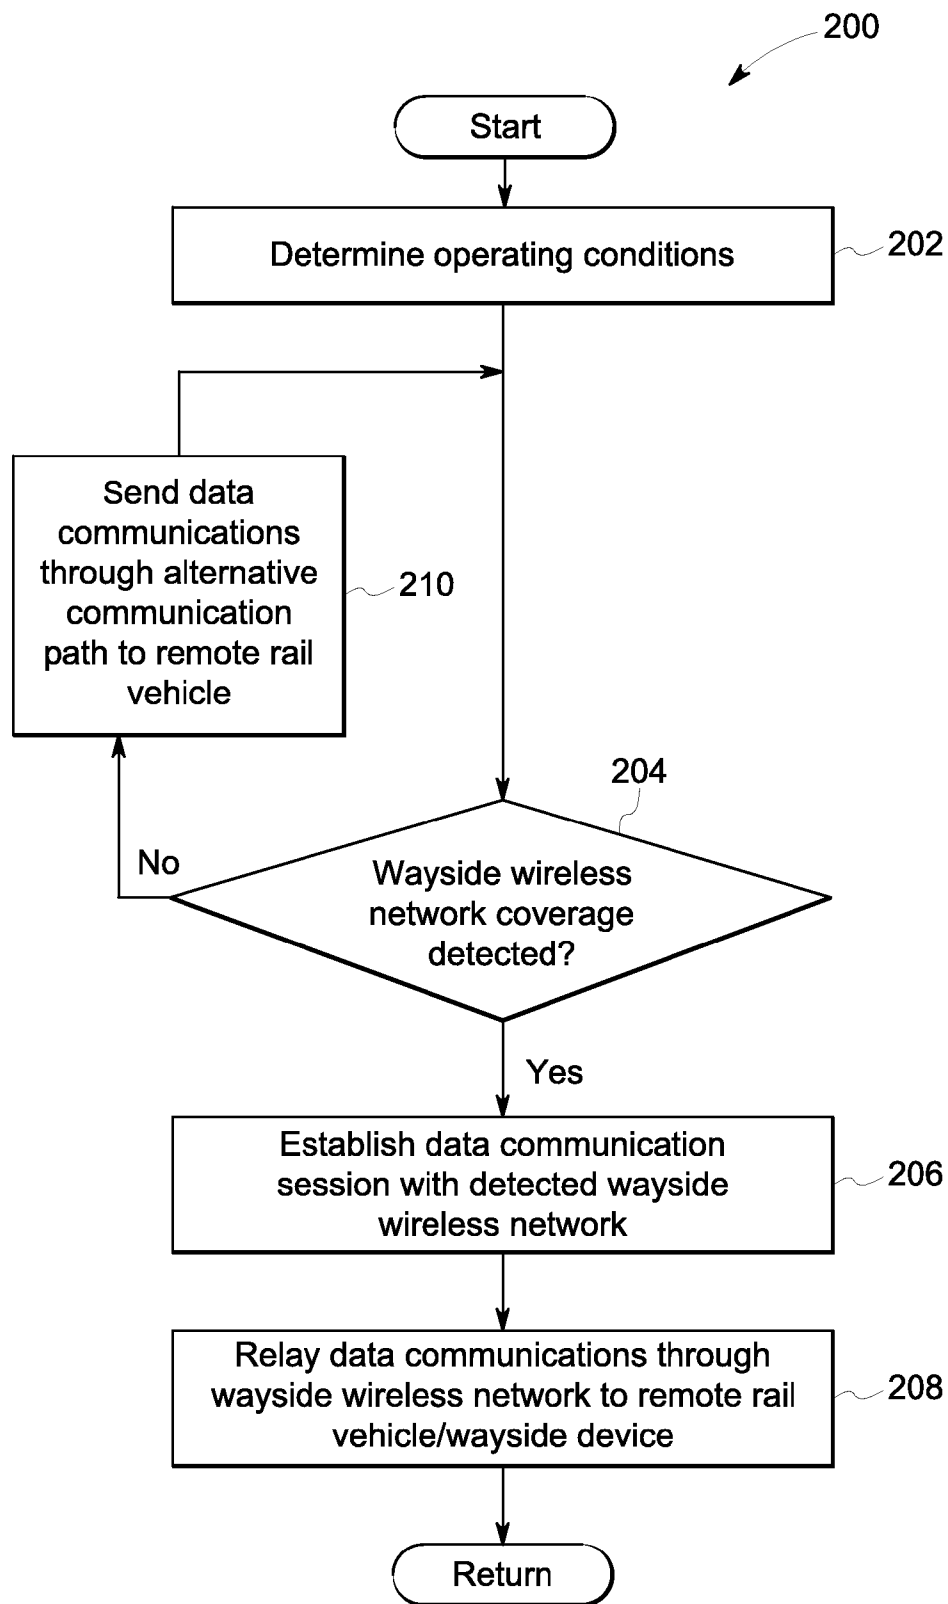 200
Start
Determine operating conditions
202
Send data
communications
through alternative
communication
path to remote rail
vehicle
210
204
No
Wayside wireless
network coverage
detected?
Yes
Establish data communication
session with detected wayside
wireless network
206
Relay data communications through
wayside wireless network to remote rail
vehicle/wayside device
208
Return